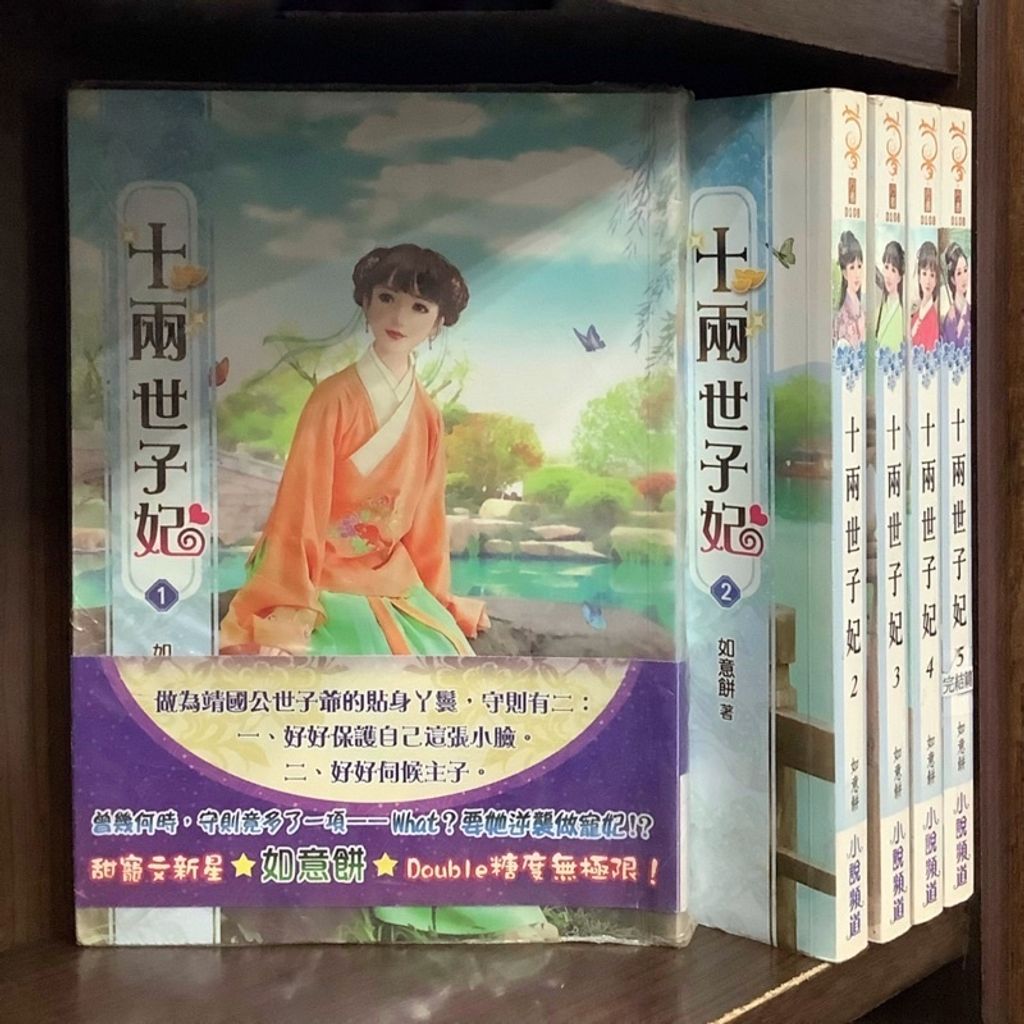 十兩世子妃
1
如
做為靖國公世子爺的貼身丫鬟，守則有二：
一、好好保護自己這張小臉。
二、好好伺候主子。
曾幾何時，守則竟多了一項——What？要她逆襲做寵妃!?
甜寵文新星★如意餅★Double糖度無極限！
十兩世子妃
2
如意餅 著
0108
十兩世子妃 2
如意餅
小說頻道
0108
十兩世子妃 3
如意餅
小說頻道
0108
十兩世子妃 4
如意餅
小說頻道
0108
十兩世子妃 5
完結篇
如意餅
小說頻道